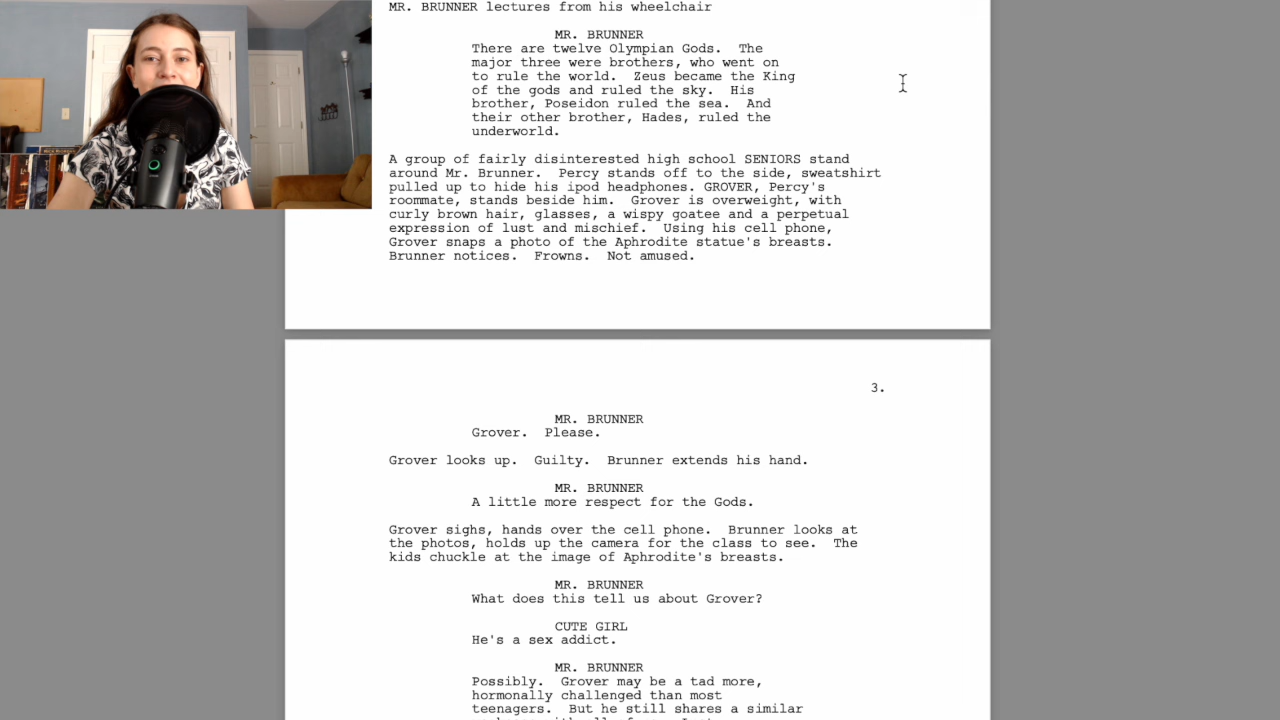 MR. BRUNNER lectures from his wheelchair
MR. BRUNNER
There are twelve Olympian Gods.  The
major three were brothers, who went on
to rule the world.  Zeus became the King
of the gods and ruled the sky.  His
brother, Poseidon ruled the sea.  And
their other brother, Hades, ruled the
underworld.
A group of fairly disinterested high school SENIORS stand
around Mr. Brunner.  Percy stands off to the side, sweatshirt
pulled up to hide his ipod headphones. GROVER, Percy's
roommate, stands beside him.  Grover is overweight, with
curly brown hair, glasses, a wispy goatee and a perpetual
expression of lust and mischief.  Using his cell phone,
Grover snaps a photo of the Aphrodite statue's breasts.
Brunner notices.  Frowns.  Not amused.
3.
MR. BRUNNER
Grover.  Please.
Grover looks up.  Guilty.  Brunner extends his hand.
MR. BRUNNER
A little more respect for the Gods.
Grover sighs, hands over the cell phone.  Brunner looks at
the photos, holds up the camera for the class to see.  The
kids chuckle at the image of Aphrodite's breasts.
MR. BRUNNER
What does this tell us about Grover?
CUTE GIRL
He's a sex addict.
MR. BRUNNER
Possibly.  Grover may be a tad more,
hormonally challenged than most
teenagers.  But he still shares a similar